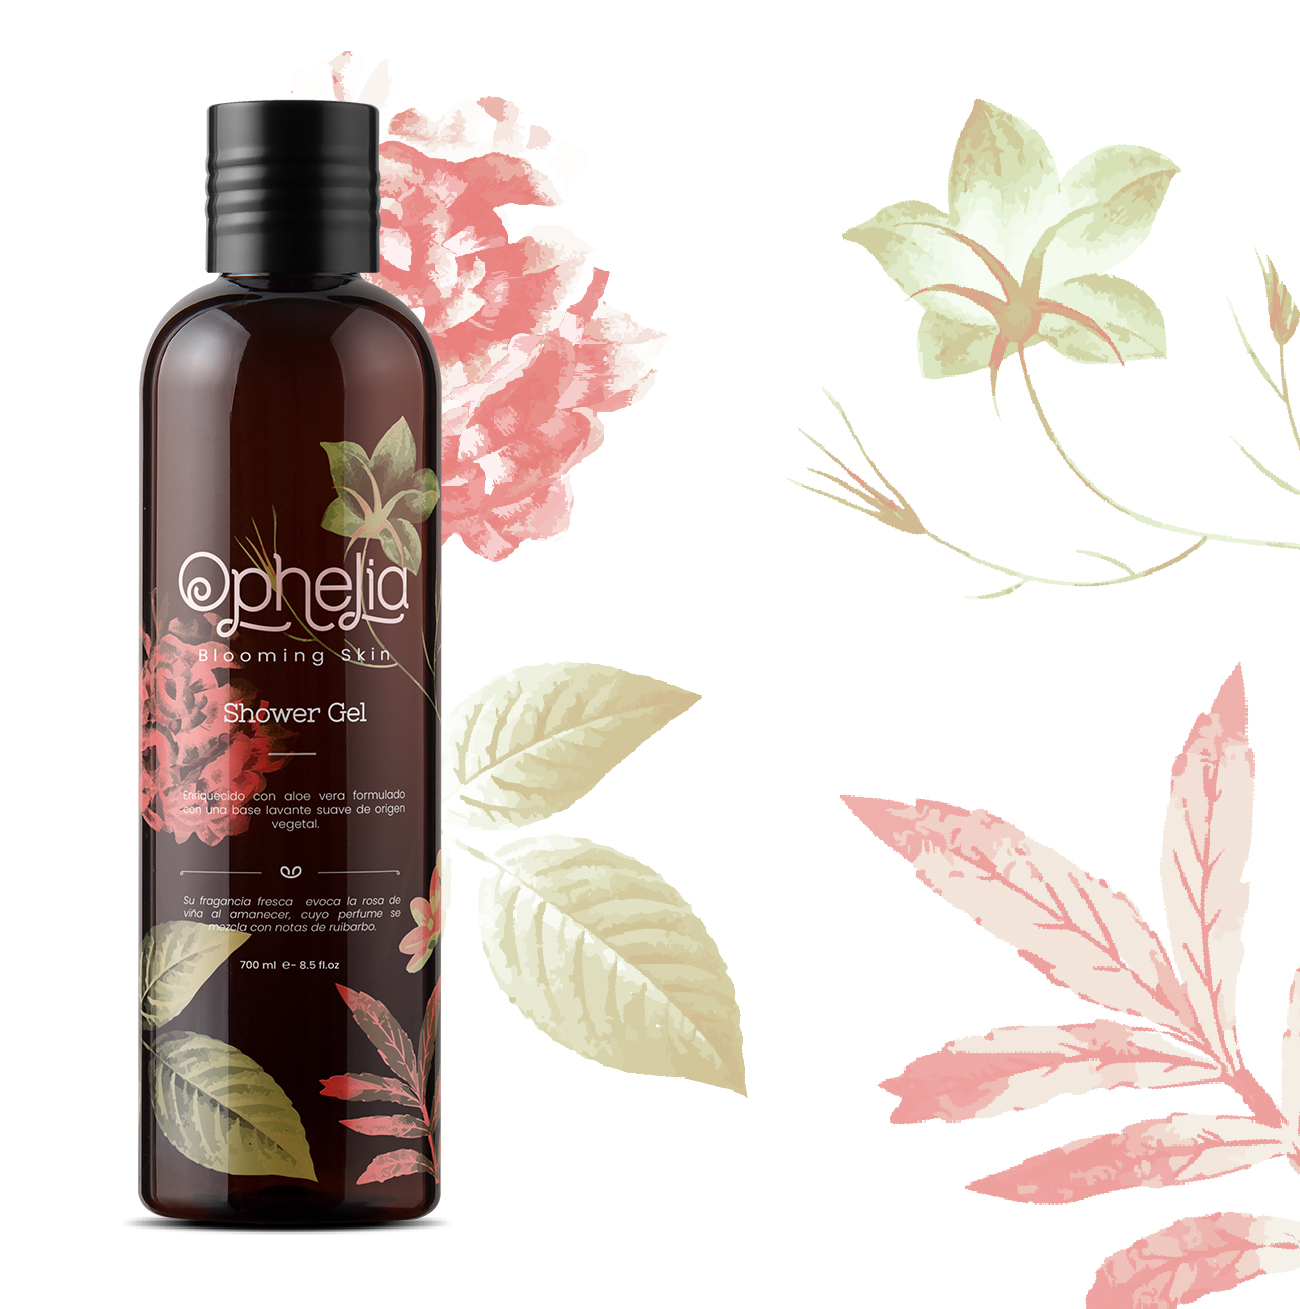 Ophelia
Blooming Skin
Shower Gel
Enriquecido con aloe vera formulado
con una base lavante suave de origen
vegetal.
Su fragancia fresca evoca la rosa de
viña al amanecer, cuyo perfume se
mezcla con notas de ruibarbo.
700 ml e- 8.5 fl.oz